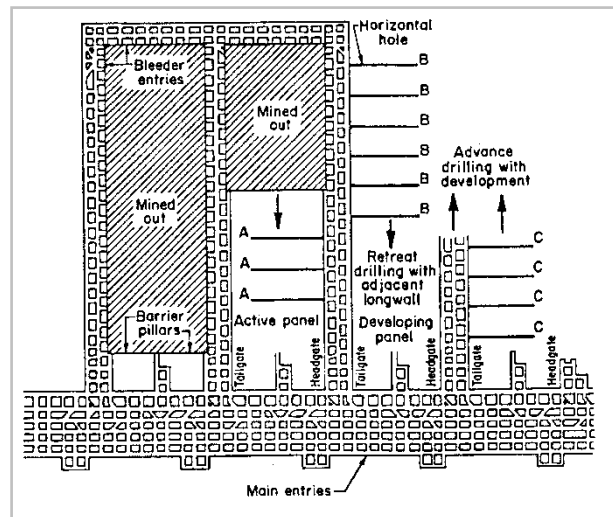 Horizontal
hole
Bleeder
entries
B
B
B
B
B
B
Mined
out
Mined
out
Advance
drilling with
development
A
A
A
C
C
C
C
Retreat
drilling with
adjacent
longwall
Barrier
pillars
Active panel
Developing
panel
Tailgate
Headgate
Tailgate
Headgate
Tailgate
Headgate
Main entries